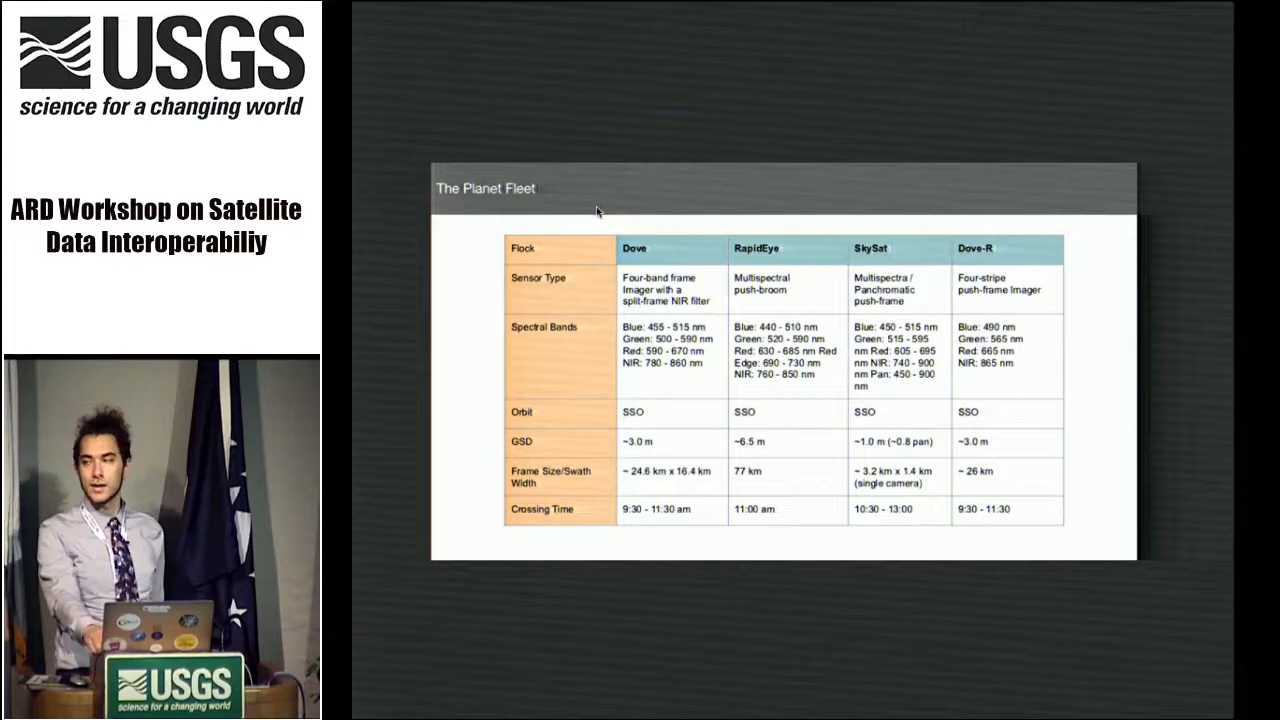 USGS
science for a changing world
ARD Workshop on Satellite
Data Interoperabiliy
The Planet Fleet
Flock
Dove
RapidEye
SkySat
Dove-R
Sensor Type
Four-band frame
Imager with a
split-frame NIR filter
Multispectral
push-broom
Multispectra /
Panchromatic
push-frame
Four-stripe
push-frame Imager
Spectral Bands
Blue: 455 - 515 nm
Green: 500 - 590 nm
Red: 590 - 670 nm
NIR: 780 - 860 nm
Blue: 440 - 510 nm
Green: 520 - 590 nm
Red: 630 - 685 nm Red
Edge: 690 - 730 nm
NIR: 760 - 850 nm
Blue: 450 - 515 nm
Green: 515 - 595
nm Red: 605 - 695
nm NIR: 740 - 900
nm Pan: 450 - 900
nm
Blue: 490 nm
Green: 565 nm
Red: 665 nm
NIR: 865 nm
Orbit
SSO
SSO
SSO
SSO
GSD
~3.0 m
~6.5 m
~1.0 m (~0.8 pan)
~3.0 m
Frame Size/Swath
Width
~ 24.6 km x 16.4 km
77 km
~ 3.2 km x 1.4 km
(single camera)
~ 26 km
Crossing Time
9:30 - 11:30 am
11:00 am
10:30 - 13:00
9:30 - 11:30
USGS
science for a changing world